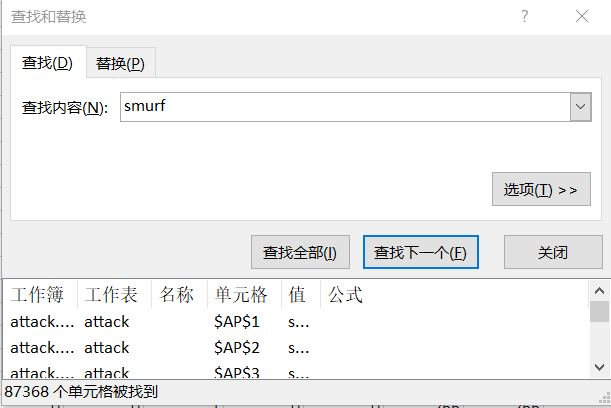 查找和替换 ?
查找(D) 替换(P)
查找内容(N): smurf
选项(T) >>
查找全部(I) 查找下一个(F) 关闭
工作簿 工作表 名称 单元格 值 公式
attack.... attack $AP$1 s...
attack.... attack $AP$2 s...
attack.... attack $AP$3 s...
87368 个单元格被找到